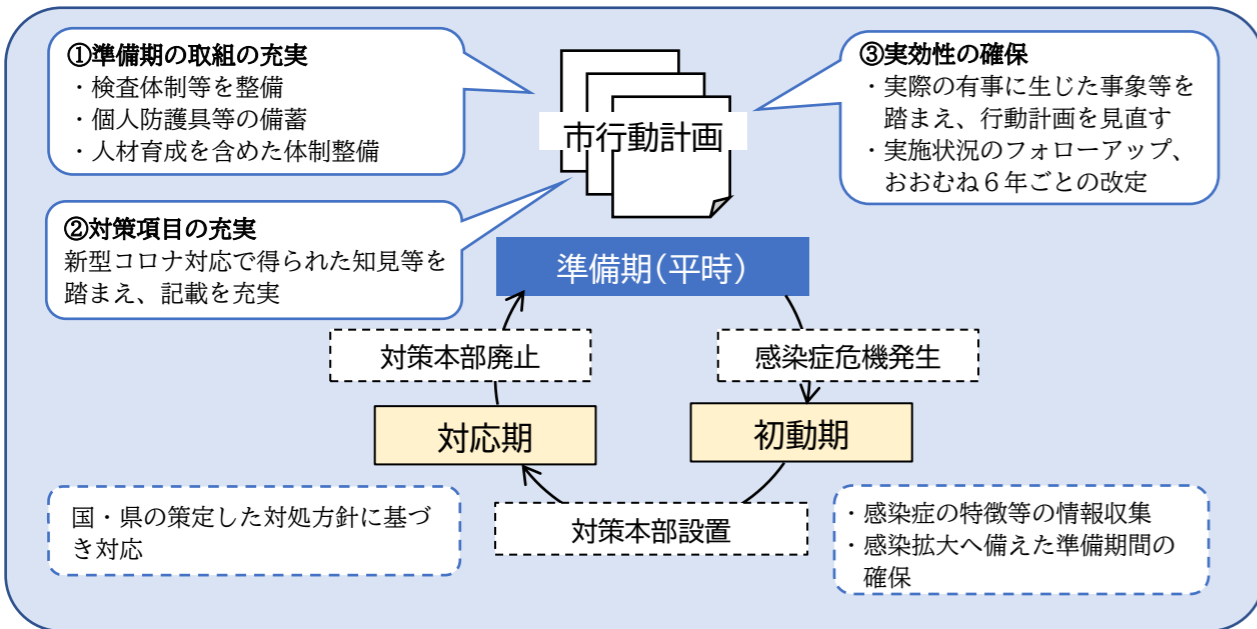 ①準備期の取組の充実
・検査体制等を整備
・個人防護具等の備蓄
・人材育成を含めた体制整備
市行動計画
③実効性の確保
・実際の有事に生じた事象等を
踏まえ、行動計画を見直す
・実施状況のフォローアップ、
おおむね６年ごとの改定
②対策項目の充実
新型コロナ対応で得られた知見等を
踏まえ、記載を充実
準備期（平時）
対策本部廃止
感染症危機発生
対応期
初動期
対策本部設置
国・県の策定した対処方針に基づ
き対応
・感染症の特徴等の情報収集
・感染拡大へ備えた準備期間の
確保